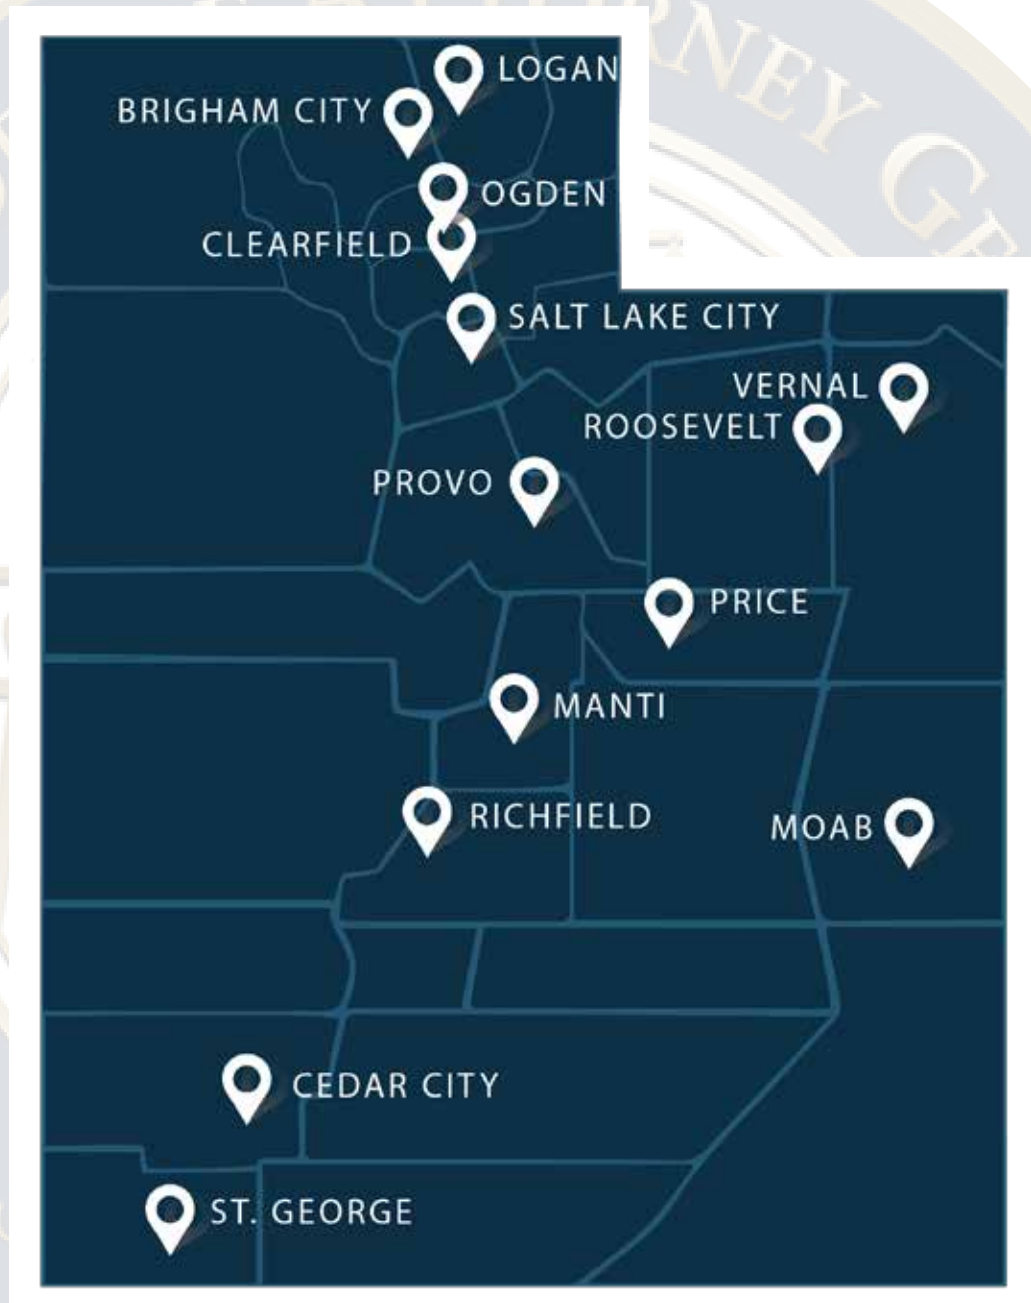 LOGAN
BRIGHAM CITY
OGDEN
CLEARFIELD
SALT LAKE CITY
VERNAL
ROOSEVELT
PROVO
PRICE
MANTI
RICHFIELD
MOAB
CEDAR CITY
ST. GEORGE